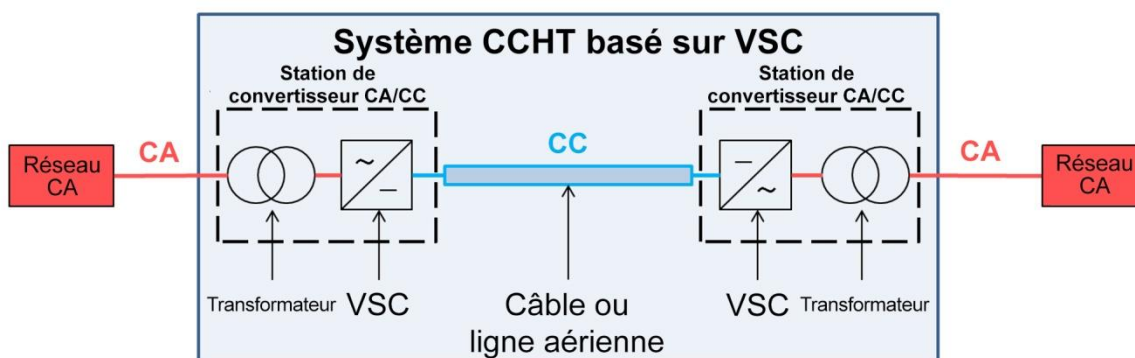 Système CCHT basé sur VSC
Station de
convertisseur CA/CC
Station de
convertisseur CA/CC
Réseau
CA
CA
CC
CA
Réseau
CA
~
–
–
~
Transformateur
VSC
Câble ou
ligne aérienne
VSC
Transformateur